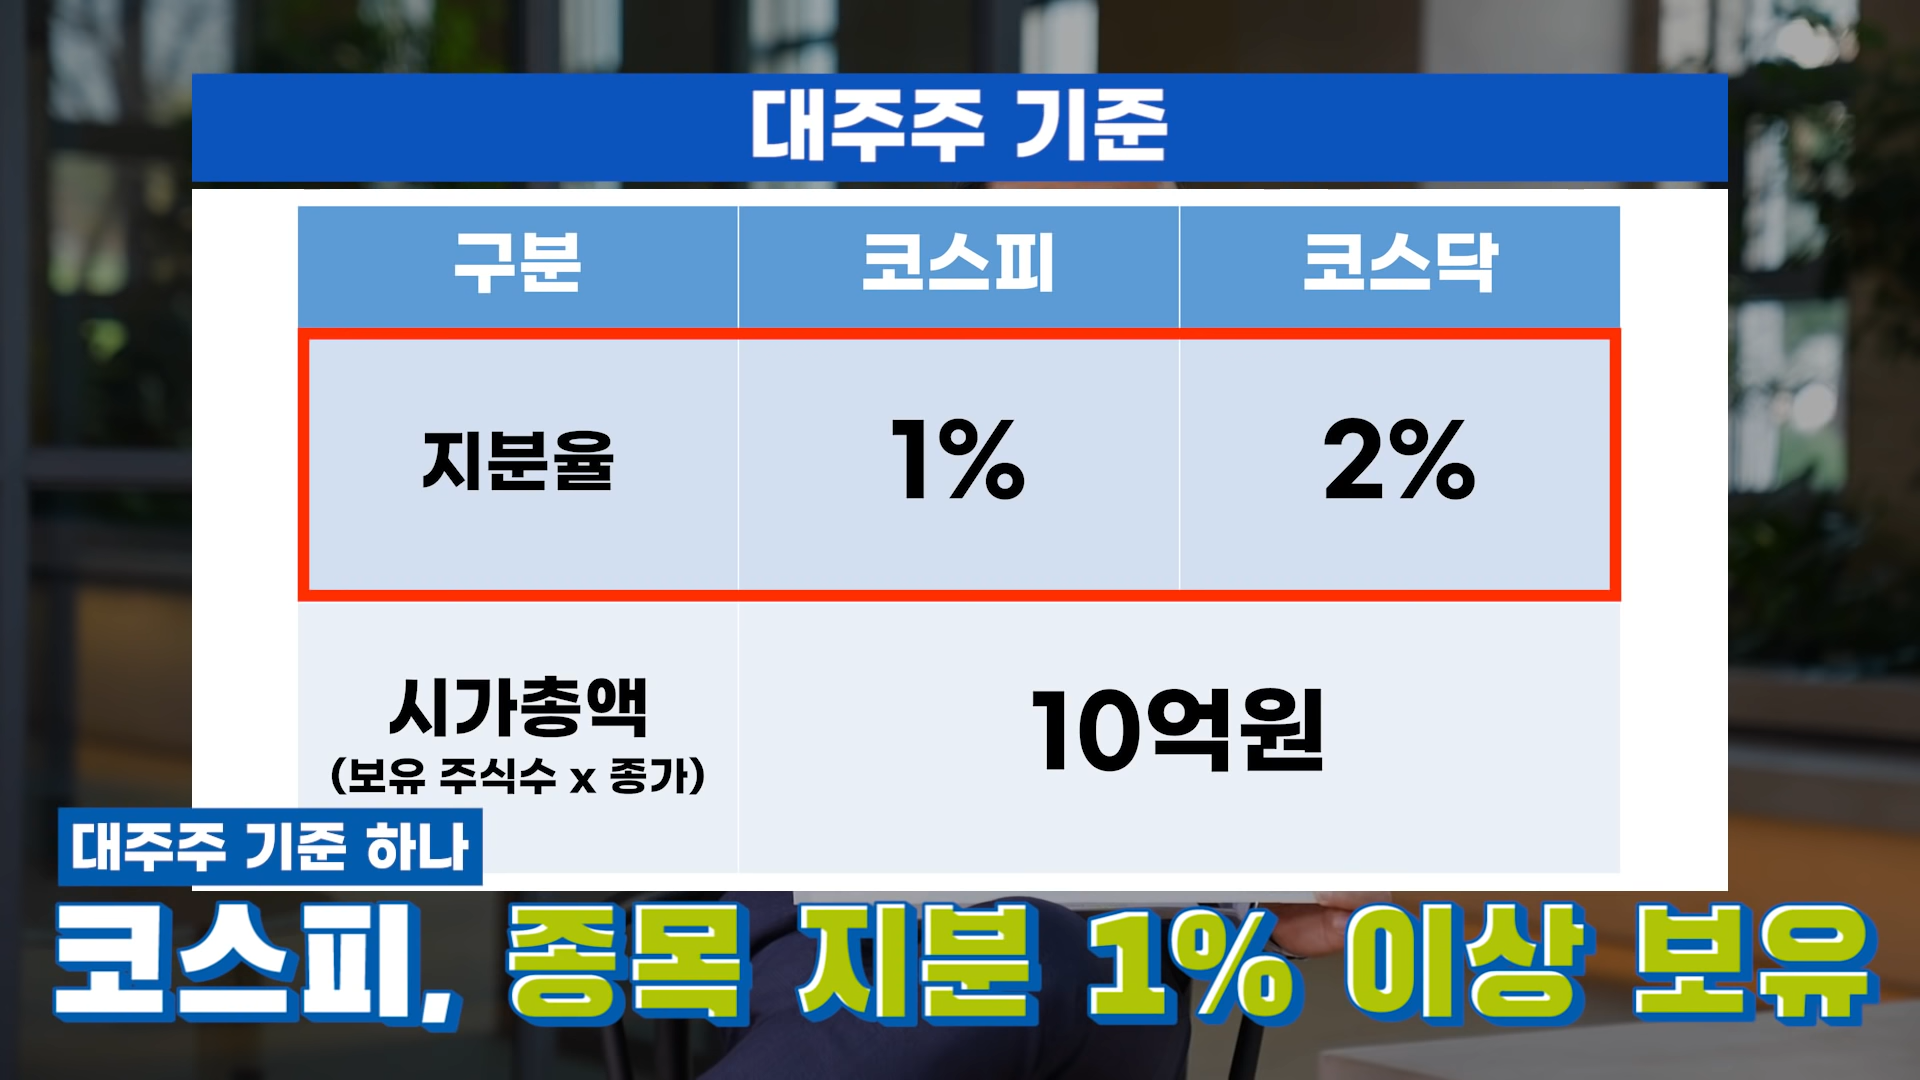 대주주 기준
구분 코스피 코스닥
지분율 1% 2%
시가총액
(보유 주식수 x 종가)
10억원
대주주 기준 하나
코스피, 종목 지분 1% 이상 보유